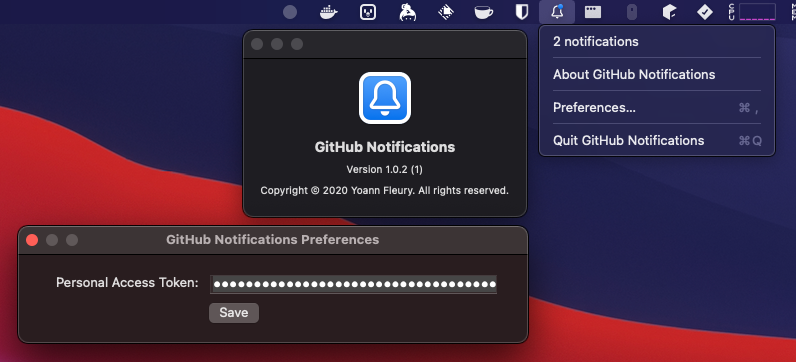 2 notifications
About GitHub Notifications
Preferences... ⌘ ,
Quit GitHub Notifications ⌘Q
GitHub Notifications
Version 1.0.2 (1)
Copyright © 2020 Yoann Fleury. All rights reserved.
GitHub Notifications Preferences
Personal Access Token: •••••••••••••••••••••••••••••••••••
Save